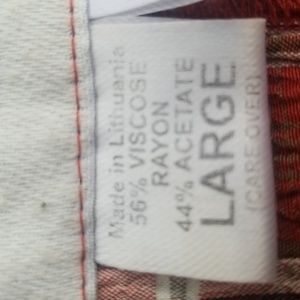 Made in Lithuania
56% VISCOSE
RAYON
44% ACETATE
LARGE
(CARE OVER)